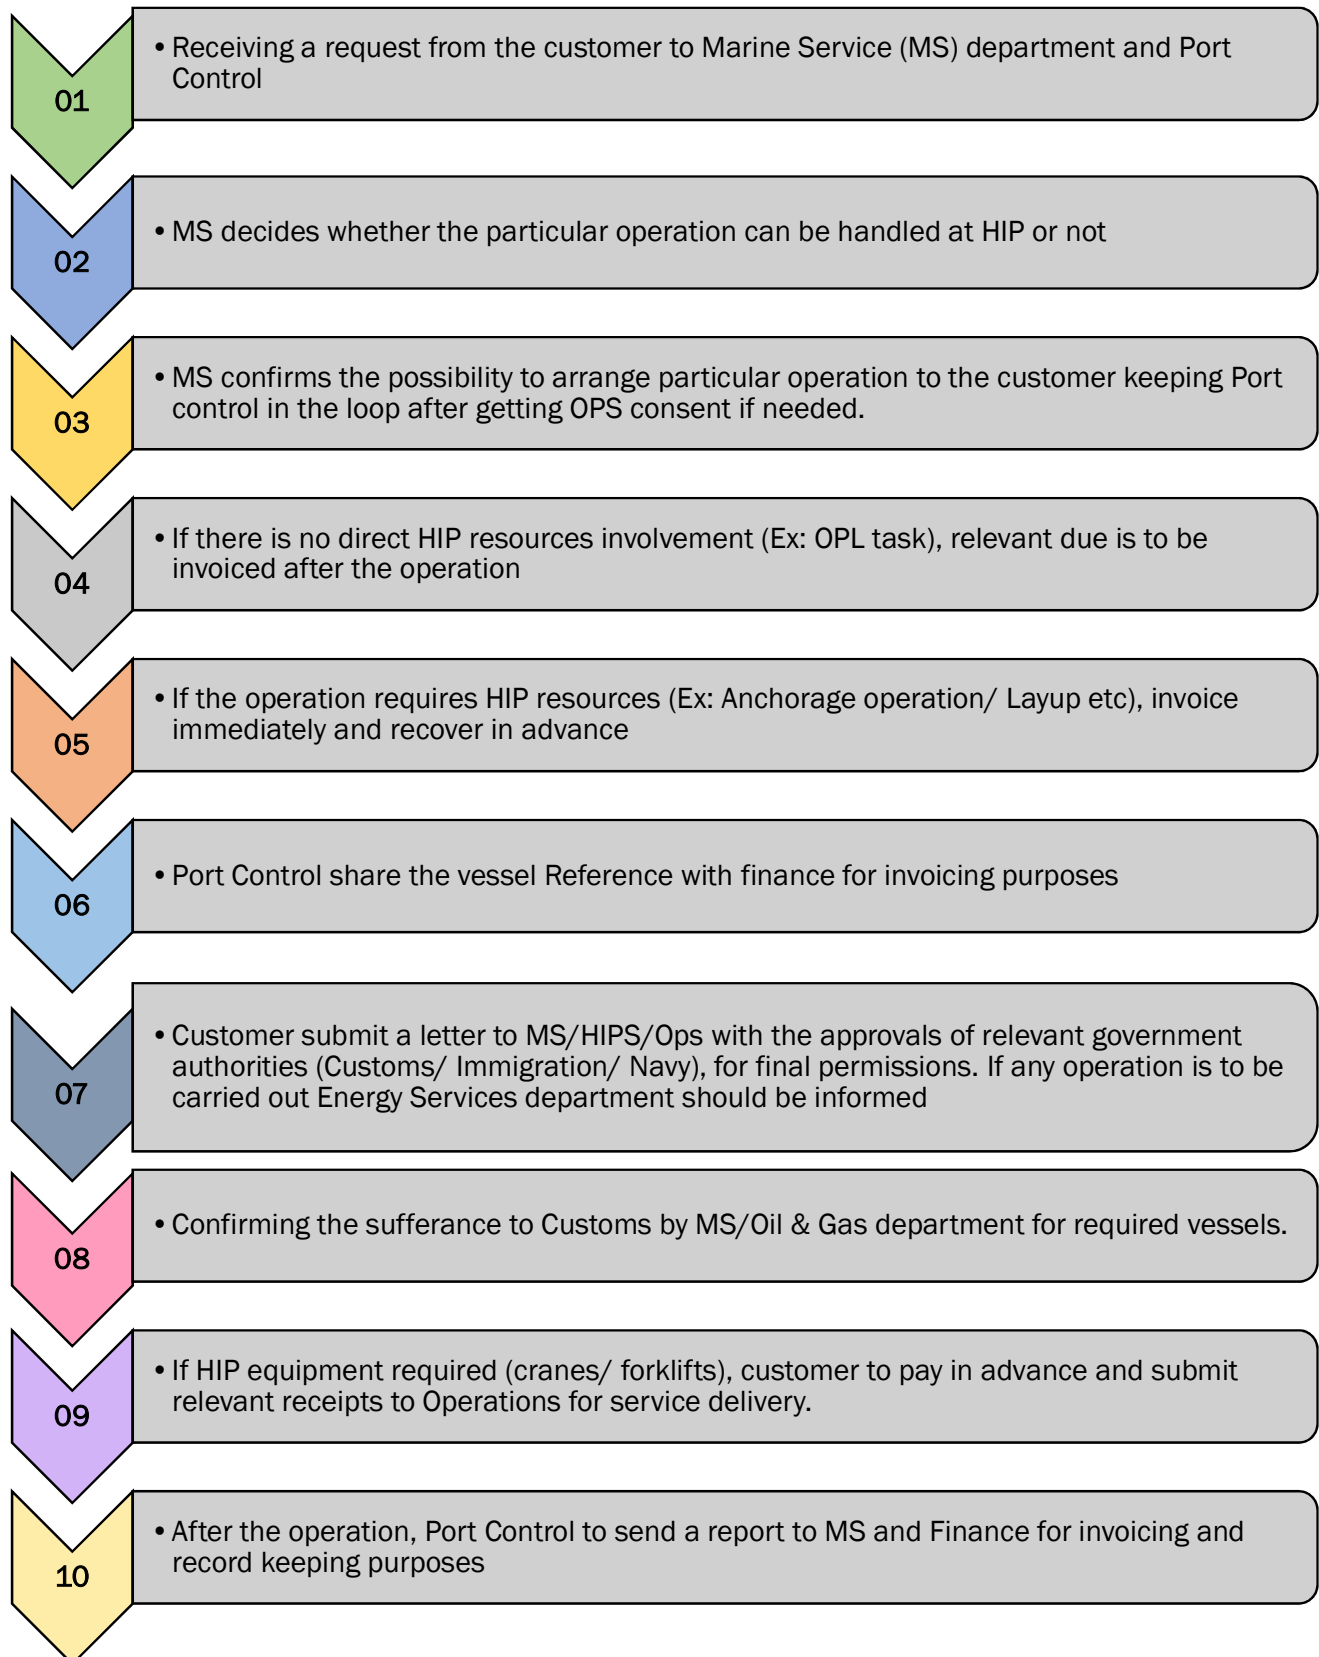 01
• Receiving a request from the customer to Marine Service (MS) department and Port
Control
02
• MS decides whether the particular operation can be handled at HIP or not
03
• MS confirms the possibility to arrange particular operation to the customer keeping Port
control in the loop after getting OPS consent if needed.
04
• If there is no direct HIP resources involvement (Ex: OPL task), relevant due is to be
invoiced after the operation
05
• If the operation requires HIP resources (Ex: Anchorage operation/ Layup etc), invoice
immediately and recover in advance
06
• Port Control share the vessel Reference with finance for invoicing purposes
07
• Customer submit a letter to MS/HIPS/Ops with the approvals of relevant government
authorities (Customs/ Immigration/ Navy), for final permissions. If any operation is to be
carried out Energy Services department should be informed
08
• Confirming the sufferance to Customs by MS/Oil & Gas department for required vessels.
09
• If HIP equipment required (cranes/ forklifts), customer to pay in advance and submit
relevant receipts to Operations for service delivery.
10
• After the operation, Port Control to send a report to MS and Finance for invoicing and
record keeping purposes